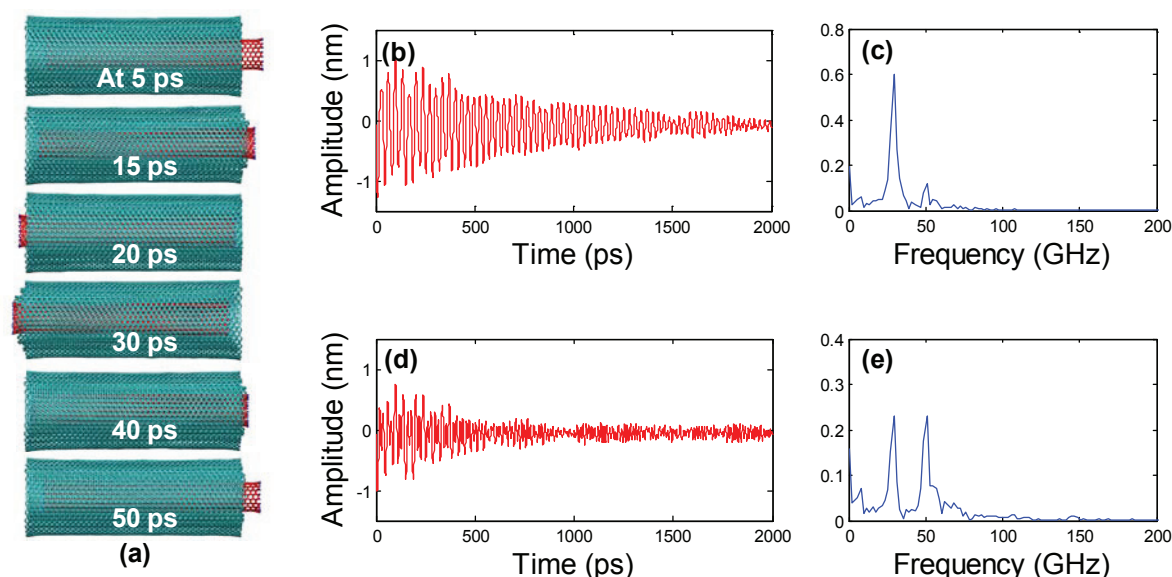 At 5 ps
15 ps
20 ps
30 ps
40 ps
50 ps
(a)
(b)
Amplitude (nm)
1
0
-1
0 500 1000 1500 2000
Time (ps)
(c)
0.8
0.6
0.4
0.2
0
0 50 100 150 200
Frequency (GHz)
(d)
Amplitude (nm)
1
0
-1
0 500 1000 1500 2000
Time (ps)
(e)
0.4
0.3
0.2
0.1
0
0 50 100 150 200
Frequency (GHz)